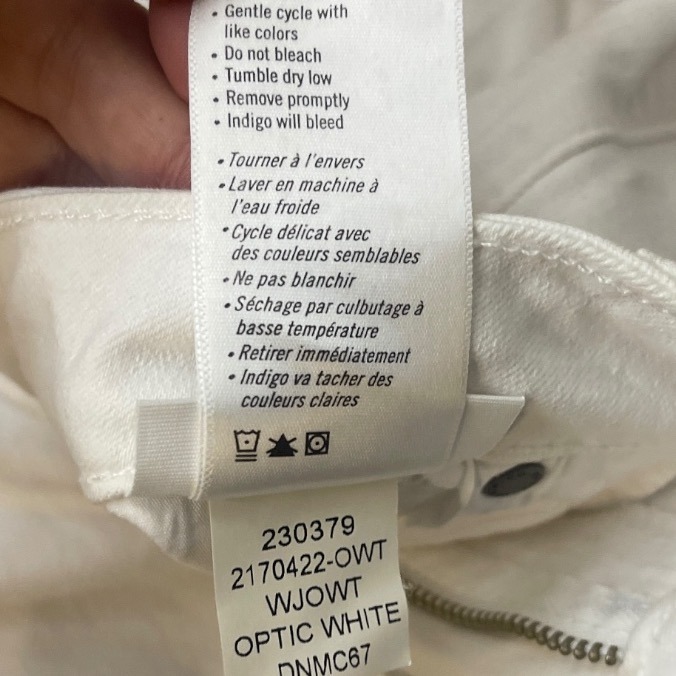 • Gentle cycle with
like colors
• Do not bleach
• Tumble dry low
• Remove promptly
• Indigo will bleed
• Tourner à l'envers
• Laver en machine à
l'eau froide
• Cycle délicat avec
des couleurs semblables
• Ne pas blanchir
• Séchage par culbutage à
basse température
• Retirer immédiatement
• Indigo va tacher des
couleurs claires
230379
2170422-OWT
WJOWT
OPTIC WHITE
DNMC67